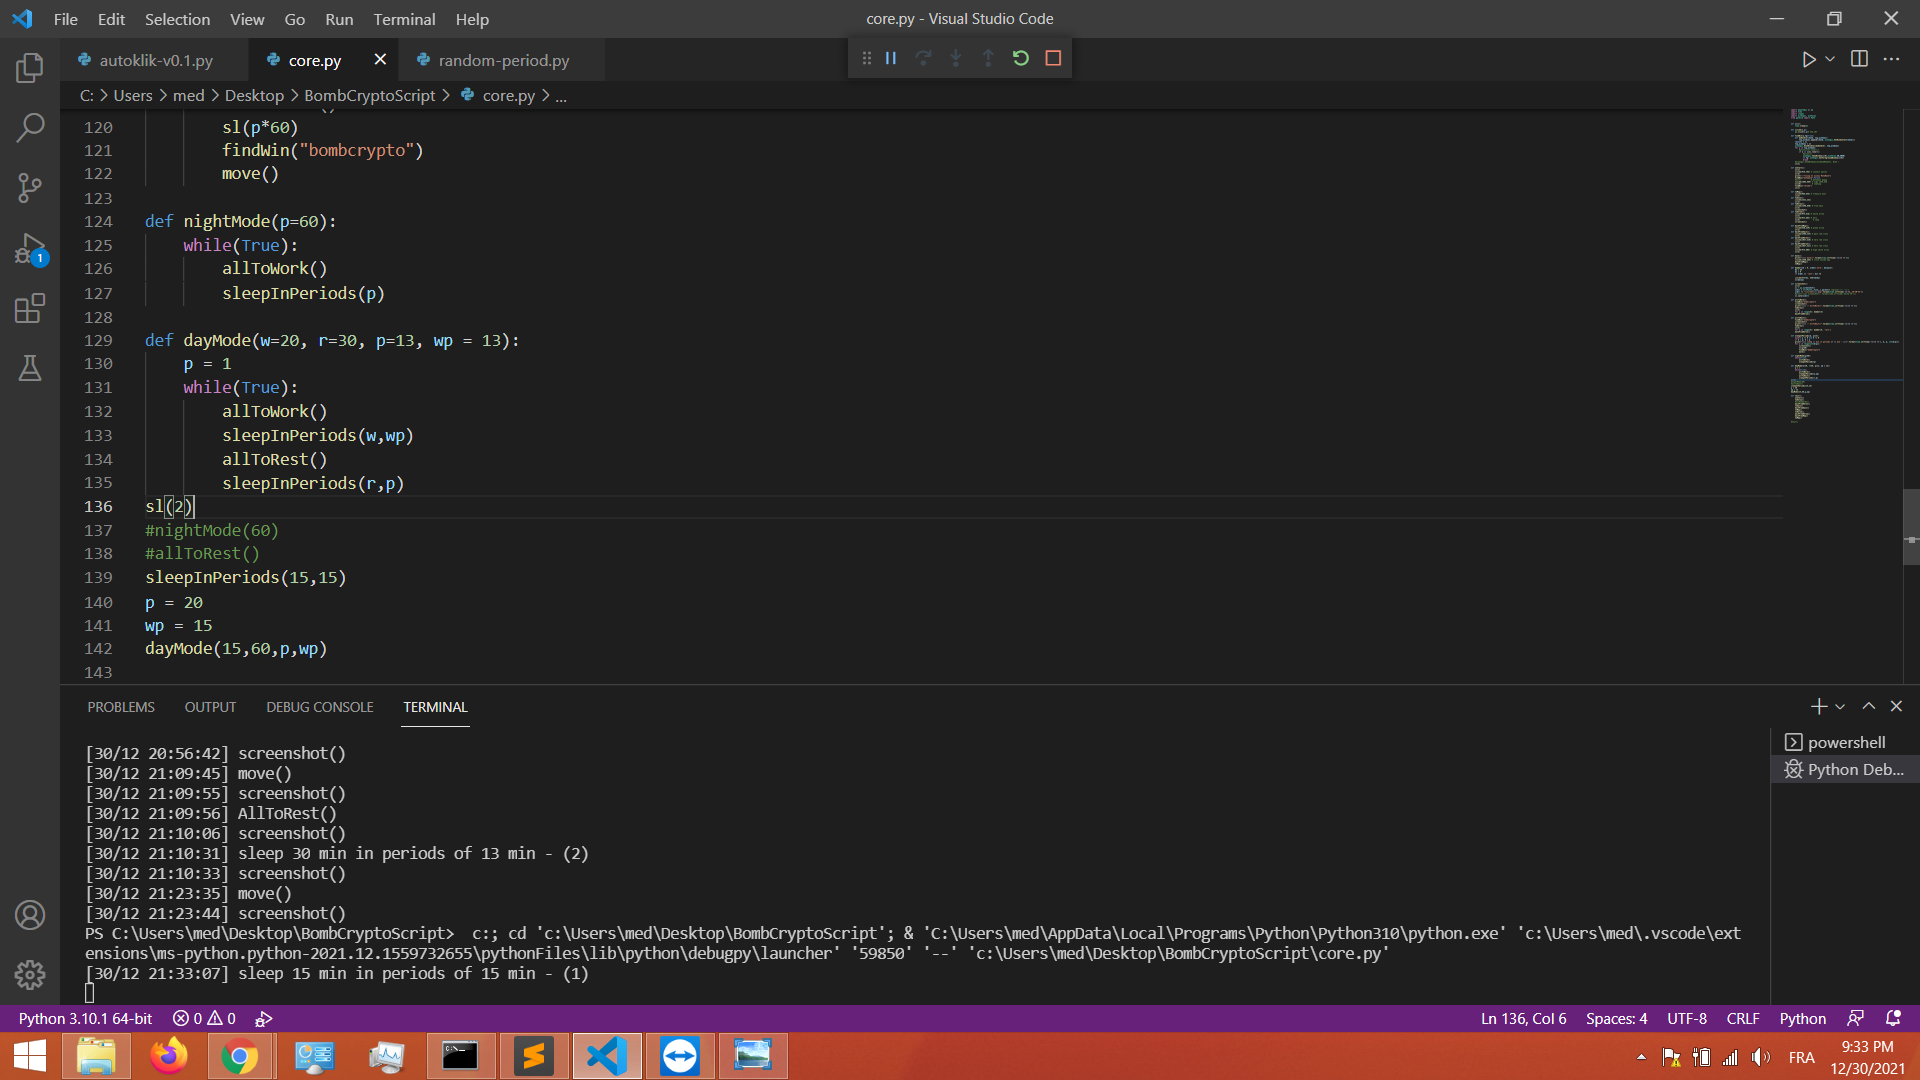 File Edit Selection View Go Run Terminal Help
core.py - Visual Studio Code
autoklik-v0.1.py
core.py
random-period.py
C: > Users > med > Desktop > BombCryptoScript > core.py > ...
120 sl(p*60)
121 findWin("bombcrypto")
122 move()
123
124 def nightMode(p=60):
125 while(True):
126 allToWork()
127 sleepInPeriods(p)
128
129 def dayMode(w=20, r=30, p=13, wp = 13):
130 p = 1
131 while(True):
132 allToWork()
133 sleepInPeriods(w,wp)
134 allToRest()
135 sleepInPeriods(r,p)
136 sl(2)
137 #nightMode(60)
138 #allToRest()
139 sleepInPeriods(15,15)
140 p = 20
141 wp = 15
142 dayMode(15,60,p,wp)
143
1
PROBLEMS OUTPUT DEBUG CONSOLE TERMINAL
[30/12 20:56:42] screenshot()
[30/12 21:09:45] move()
[30/12 21:09:55] screenshot()
[30/12 21:09:56] AllToRest()
[30/12 21:10:06] screenshot()
[30/12 21:10:31] sleep 30 min in periods of 13 min - (2)
[30/12 21:10:33] screenshot()
[30/12 21:23:35] move()
[30/12 21:23:44] screenshot()
PS C:\Users\med\Desktop\BombCryptoScript>  c:; cd 'c:\Users\med\Desktop\BombCryptoScript'; & 'C:\Users\med\AppData\Local\Programs\Python\Python310\python.exe' 'c:\Users\med\.vscode\ext
ensions\ms-python.python-2021.12.1559732655\pythonFiles\lib\python\debugpy\launcher' '59850' '--' 'c:\Users\med\Desktop\BombCryptoScript\core.py'
[30/12 21:33:07] sleep 15 min in periods of 15 min - (1)
powershell
Python Deb...
Python 3.10.1 64-bit 0 0
Ln 136, Col 6 Spaces: 4 UTF-8 CRLF Python
FRA
9:33 PM
12/30/2021